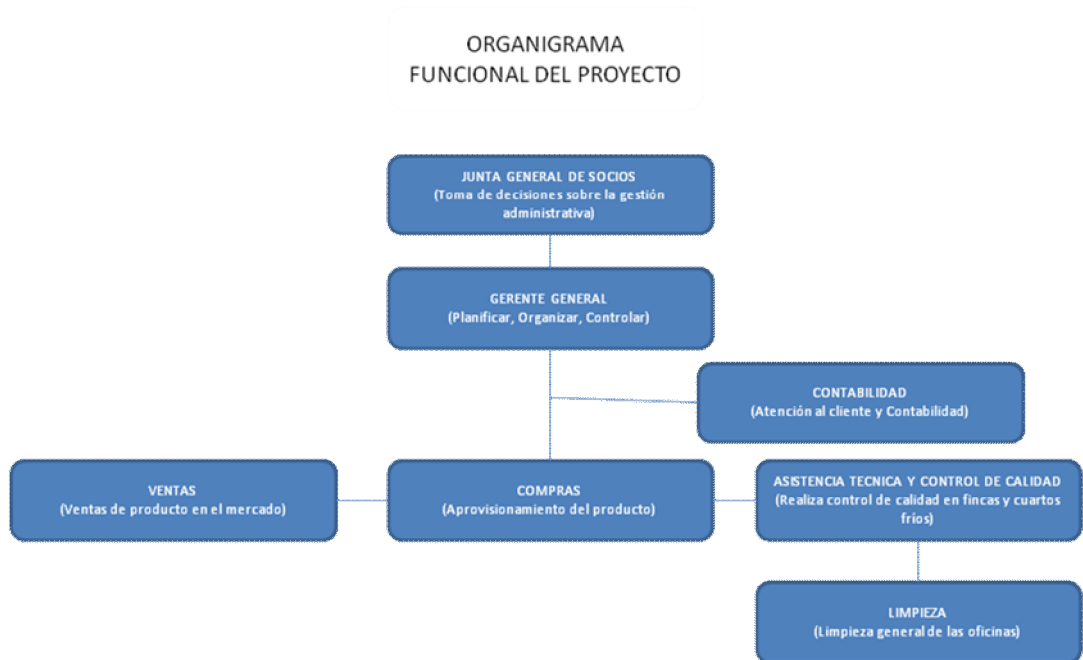 ORGANIGRAMA
FUNCIONAL DEL PROYECTO
JUNTA GENERAL DE SOCIOS
(Toma de decisiones sobre la gestión
administrativa)
GERENTE GENERAL
(Planificar, Organizar, Controlar)
CONTABILIDAD
(Atención al cliente y Contabilidad)
VENTAS
(Ventas de producto en el mercado)
COMPRAS
(Aprovisionamiento del producto)
ASISTENCIA TECNICA Y CONTROL DE CALIDAD
(Realiza control de calidad en fincas y cuartos
fríos)
LIMPIEZA
(Limpieza general de las oficinas)